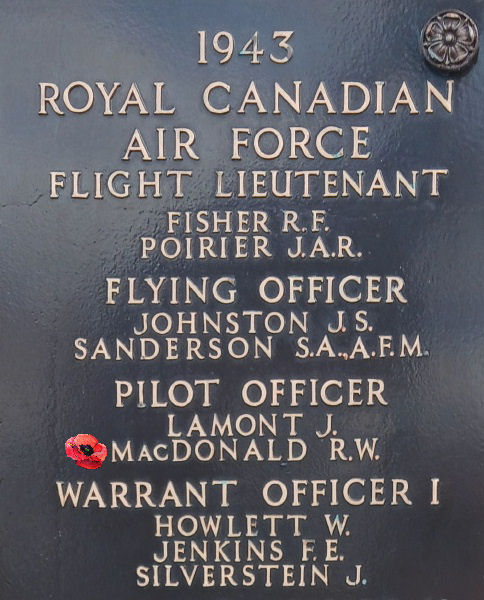 1943
ROYAL CANADIAN
AIR FORCE
FLIGHT LIEUTENANT
FISHER R.F.
POIRIER J.A.R.
FLYING OFFICER
JOHNSTON J.S.
SANDERSON S.A.,A.F.M.
PILOT OFFICER
LAMONT J.
MACDONALD R.W.
WARRANT OFFICER I
HOWLETT W.
JENKINS F.E.
SILVERSTEIN J.